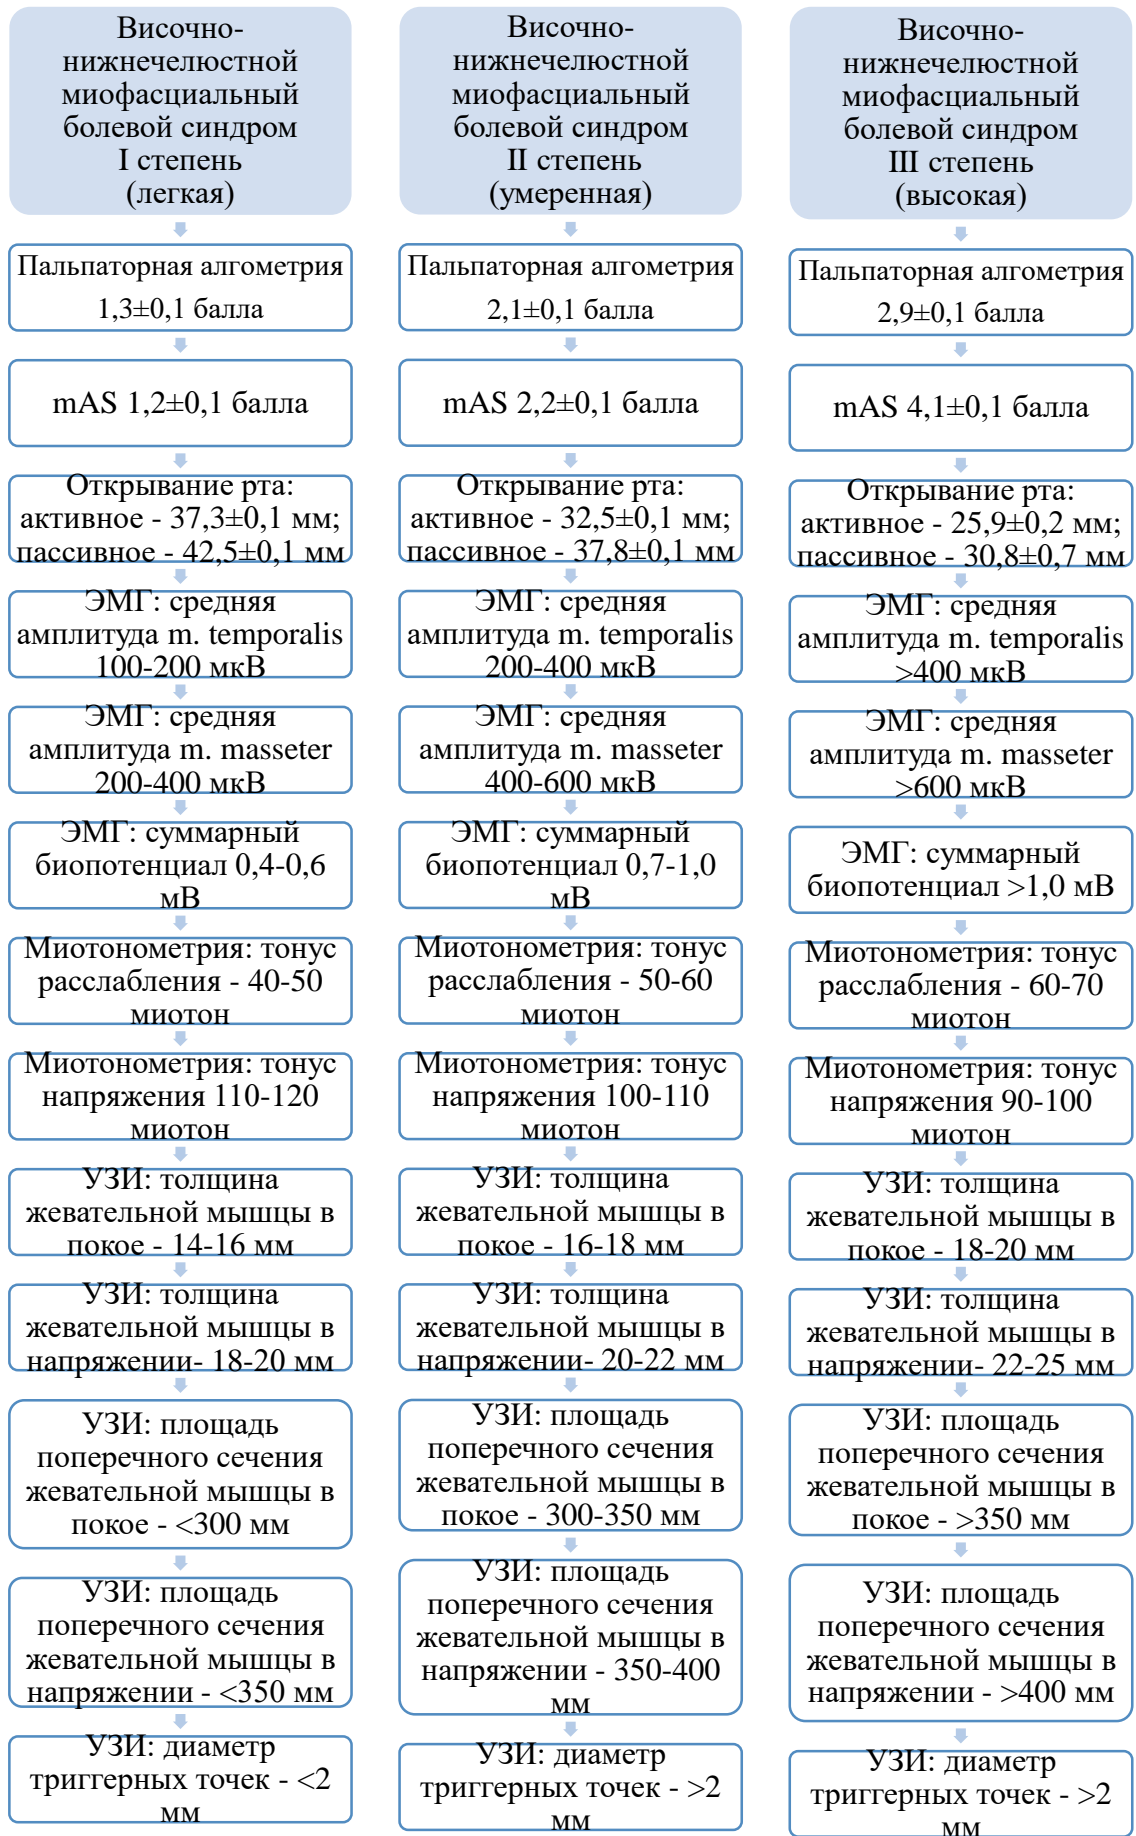 Височно-
нижнечелюстной
миофасциальный
болевой синдром
I степень
(легкая)
Пальпаторная алгометрия
1,3±0,1 балла
mAS 1,2±0,1 балла
Открывание рта:
активное - 37,3±0,1 мм;
пассивное - 42,5±0,1 мм
ЭМГ: средняя
амплитуда m. temporalis
100-200 мкВ
ЭМГ: средняя
амплитуда m. masseter
200-400 мкВ
ЭМГ: суммарный
биопотенциал 0,4-0,6
мВ
Миотонометрия: тонус
расслабления - 40-50
миотон
Миотонометрия: тонус
напряжения 110-120
миотон
УЗИ: толщина
жевательной мышцы в
покое - 14-16 мм
УЗИ: толщина
жевательной мышцы в
напряжении- 18-20 мм
УЗИ: площадь
поперечного сечения
жевательной мышцы в
покое - <300 мм
УЗИ: площадь
поперечного сечения
жевательной мышцы в
напряжении - <350 мм
УЗИ: диаметр
триггерных точек - <2
мм
Височно-
нижнечелюстной
миофасциальный
болевой синдром
II степень
(умеренная)
Пальпаторная алгометрия
2,1±0,1 балла
mAS 2,2±0,1 балла
Открывание рта:
активное - 32,5±0,1 мм;
пассивное - 37,8±0,1 мм
ЭМГ: средняя
амплитуда m. temporalis
200-400 мкВ
ЭМГ: средняя
амплитуда m. masseter
400-600 мкВ
ЭМГ: суммарный
биопотенциал 0,7-1,0
мВ
Миотонометрия: тонус
расслабления - 50-60
миотон
Миотонометрия: тонус
напряжения 100-110
миотон
УЗИ: толщина
жевательной мышцы в
покое - 16-18 мм
УЗИ: толщина
жевательной мышцы в
напряжении- 20-22 мм
УЗИ: площадь
поперечного сечения
жевательной мышцы в
покое - 300-350 мм
УЗИ: площадь
поперечного сечения
жевательной мышцы в
напряжении - 350-400
мм
УЗИ: диаметр
триггерных точек - >2
мм
Височно-
нижнечелюстной
миофасциальный
болевой синдром
III степень
(высокая)
Пальпаторная алгометрия
2,9±0,1 балла
mAS 4,1±0,1 балла
Открывание рта:
активное - 25,9±0,2 мм;
пассивное - 30,8±0,7 мм
ЭМГ: средняя
амплитуда m. temporalis
>400 мкВ
ЭМГ: средняя
амплитуда m. masseter
>600 мкВ
ЭМГ: суммарный
биопотенциал >1,0 мВ
Миотонометрия: тонус
расслабления - 60-70
миотон
Миотонометрия: тонус
напряжения 90-100
миотон
УЗИ: толщина
жевательной мышцы в
покое - 18-20 мм
УЗИ: толщина
жевательной мышцы в
напряжении- 22-25 мм
УЗИ: площадь
поперечного сечения
жевательной мышцы в
покое - >350 мм
УЗИ: площадь
поперечного сечения
жевательной мышцы в
напряжении - >400 мм
УЗИ: диаметр
триггерных точек - >2
мм